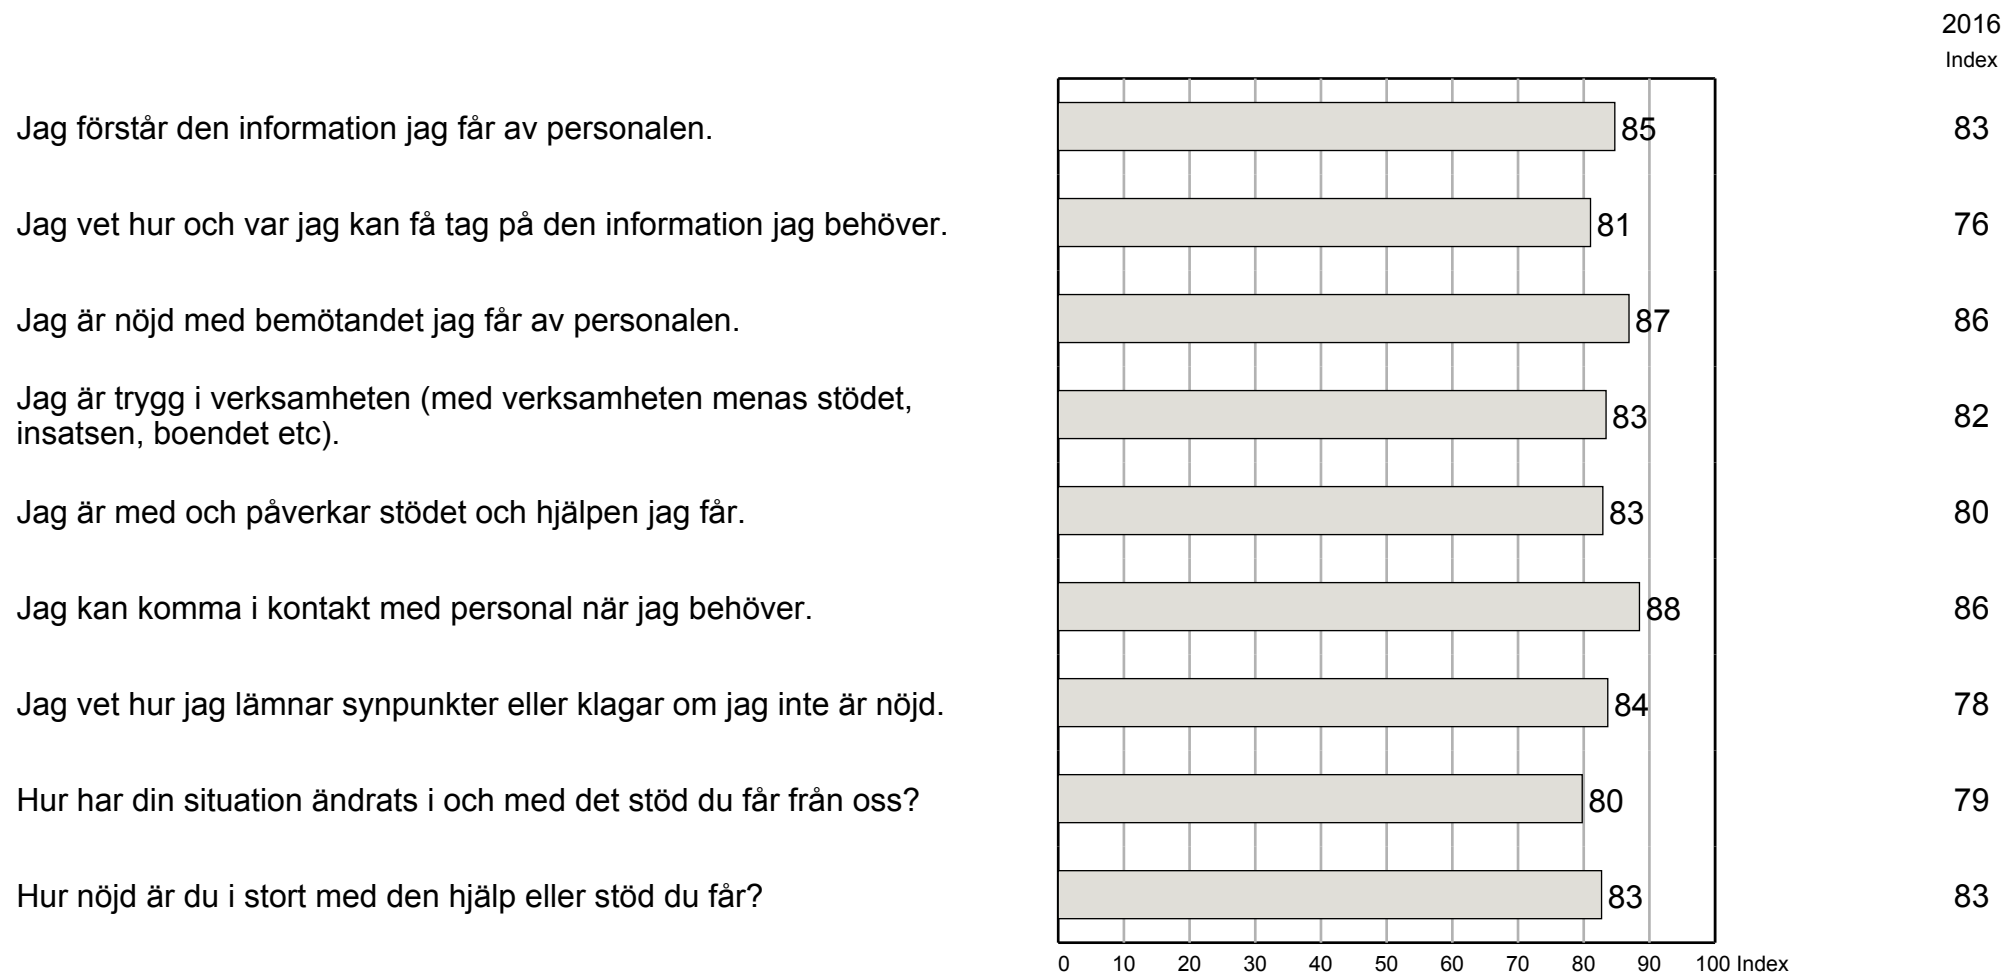 2016
Index
Jag förstår den information jag får av personalen. 85 83
Jag vet hur och var jag kan få tag på den information jag behöver. 81 76
Jag är nöjd med bemötandet jag får av personalen. 87 86
Jag är trygg i verksamheten (med verksamheten menas stödet,
insatsen, boendet etc). 83 82
Jag är med och påverkar stödet och hjälpen jag får. 83 80
Jag kan komma i kontakt med personal när jag behöver. 88 86
Jag vet hur jag lämnar synpunkter eller klagar om jag inte är nöjd. 84 78
Hur har din situation ändrats i och med det stöd du får från oss? 80 79
Hur nöjd är du i stort med den hjälp eller stöd du får? 83 83
0 10 20 30 40 50 60 70 80 90 100 Index